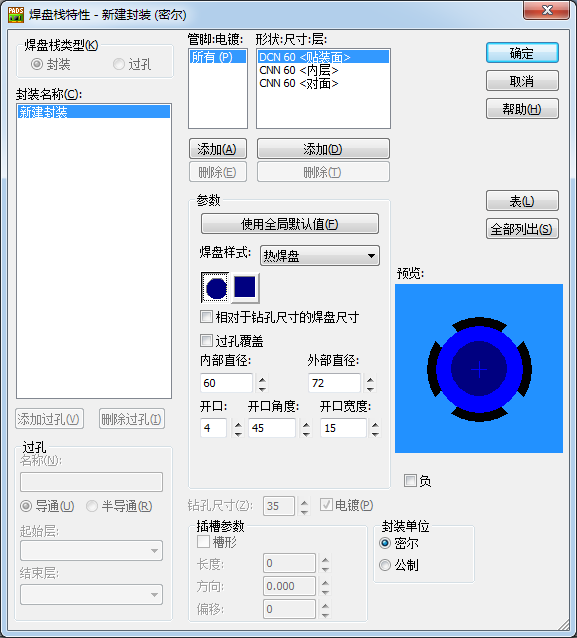 PADS
焊盘栈特性 - 新建封装 (密尔)
焊盘栈类型(K)
封装
过孔
封装名称(C):
新建封装
添加过孔(V)
删除过孔(I)
过孔
名称(N):
导通(U)
半导通(R)
起始层:
结束层:
管脚:电镀:
所有 (P)
添加(A)
删除(E)
形状:尺寸:层:
DCN 60 <贴装面>
CNN 60 <内层>
CNN 60 <对面>
添加(D)
删除(T)
确定
取消
帮助(H)
表(L)
全部列出(S)
参数
使用全局默认值(F)
焊盘样式:
热焊盘
相对于钻孔尺寸的焊盘尺寸
过孔覆盖
内部直径:
外部直径:
60
72
开口:
开口角度:
开口宽度:
4
45
15
预览:
负
钻孔尺寸(Z):
35
电镀(P)
插槽参数
槽形
长度:
0
方向:
0.000
偏移:
0
封装单位
密尔
公制